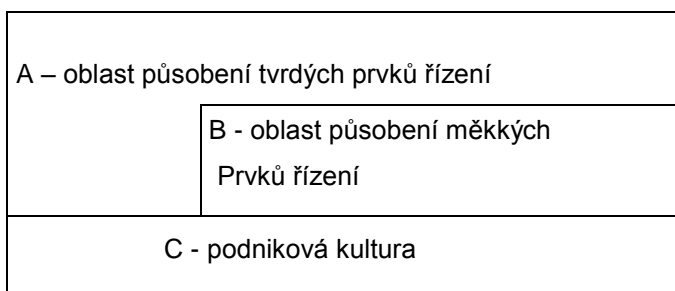 A – oblast působení tvrdých prvků řízení
B - oblast působení měkkých
Prvků řízení
C - podniková kultura